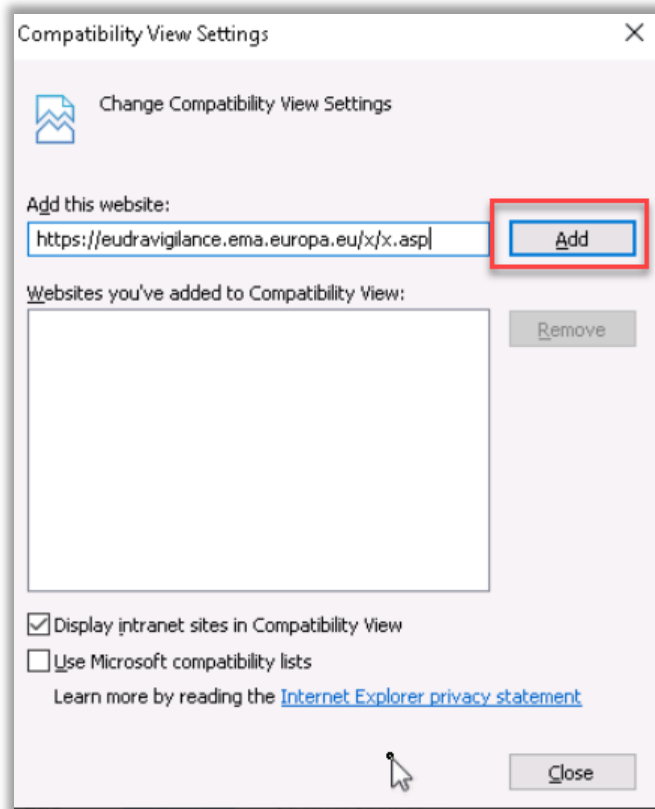 Compatibility View Settings
Change Compatibility View Settings
Add this website:
https://eudravigilance.ema.europa.eu/x/x.asp
Add
Websites you've added to Compatibility View:
Remove
Display intranet sites in Compatibility View
Use Microsoft compatibility lists
Learn more by reading the Internet Explorer privacy statement
Close